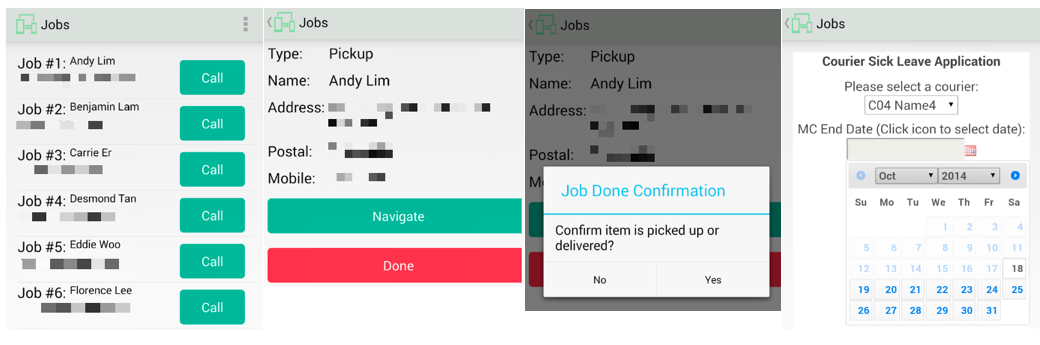 Jobs
Job #1: Andy Lim
Call
Job #2: Benjamin Lam
Call
Job #3: Carrie Er
Call
Job #4: Desmond Tan
Call
Job #5: Eddie Woo
Call
Job #6: Florence Lee
Call
Jobs
Type: Pickup
Name: Andy Lim
Address:
Postal:
Mobile:
Navigate
Done
Jobs
Type: Pickup
Name: Andy Lim
Address:
Postal:
Job Done Confirmation
Confirm item is picked up or
delivered?
No Yes
Jobs
Courier Sick Leave Application
Please select a courier:
C04 Name4
MC End Date (Click icon to select date):
Oct 2014
Su Mo Tu We Th Fr Sa
1 2 3 4
5 6 7 8 9 10 11
12 13 14 15 16 17 18
19 20 21 22 23 24 25
26 27 28 29 30 31